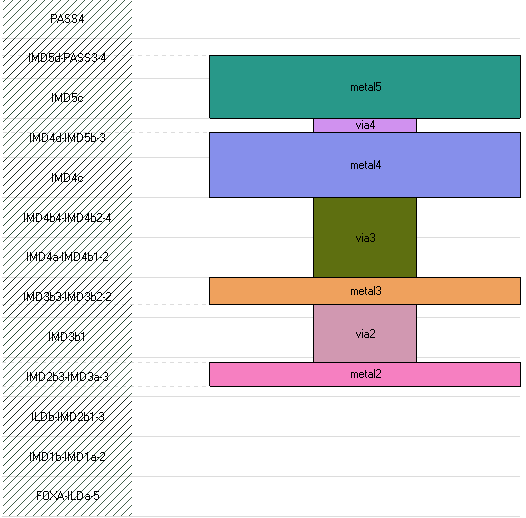 PASS4
IMD5d-PASS3-4
metal5
IMD5c
via4
IMD4d-IMD5b-3
metal4
IMD4c
IMD4b4-IMD4b2-4
via3
IMD4a-IMD4b1-2
metal3
IMD3b3-IMD3b2-2
via2
IMD3b1
metal2
IMD2b3-IMD3a-3
ILDb-IMD2b1-3
IMD1b-IMD1a-2
FOXA-ILDa-5